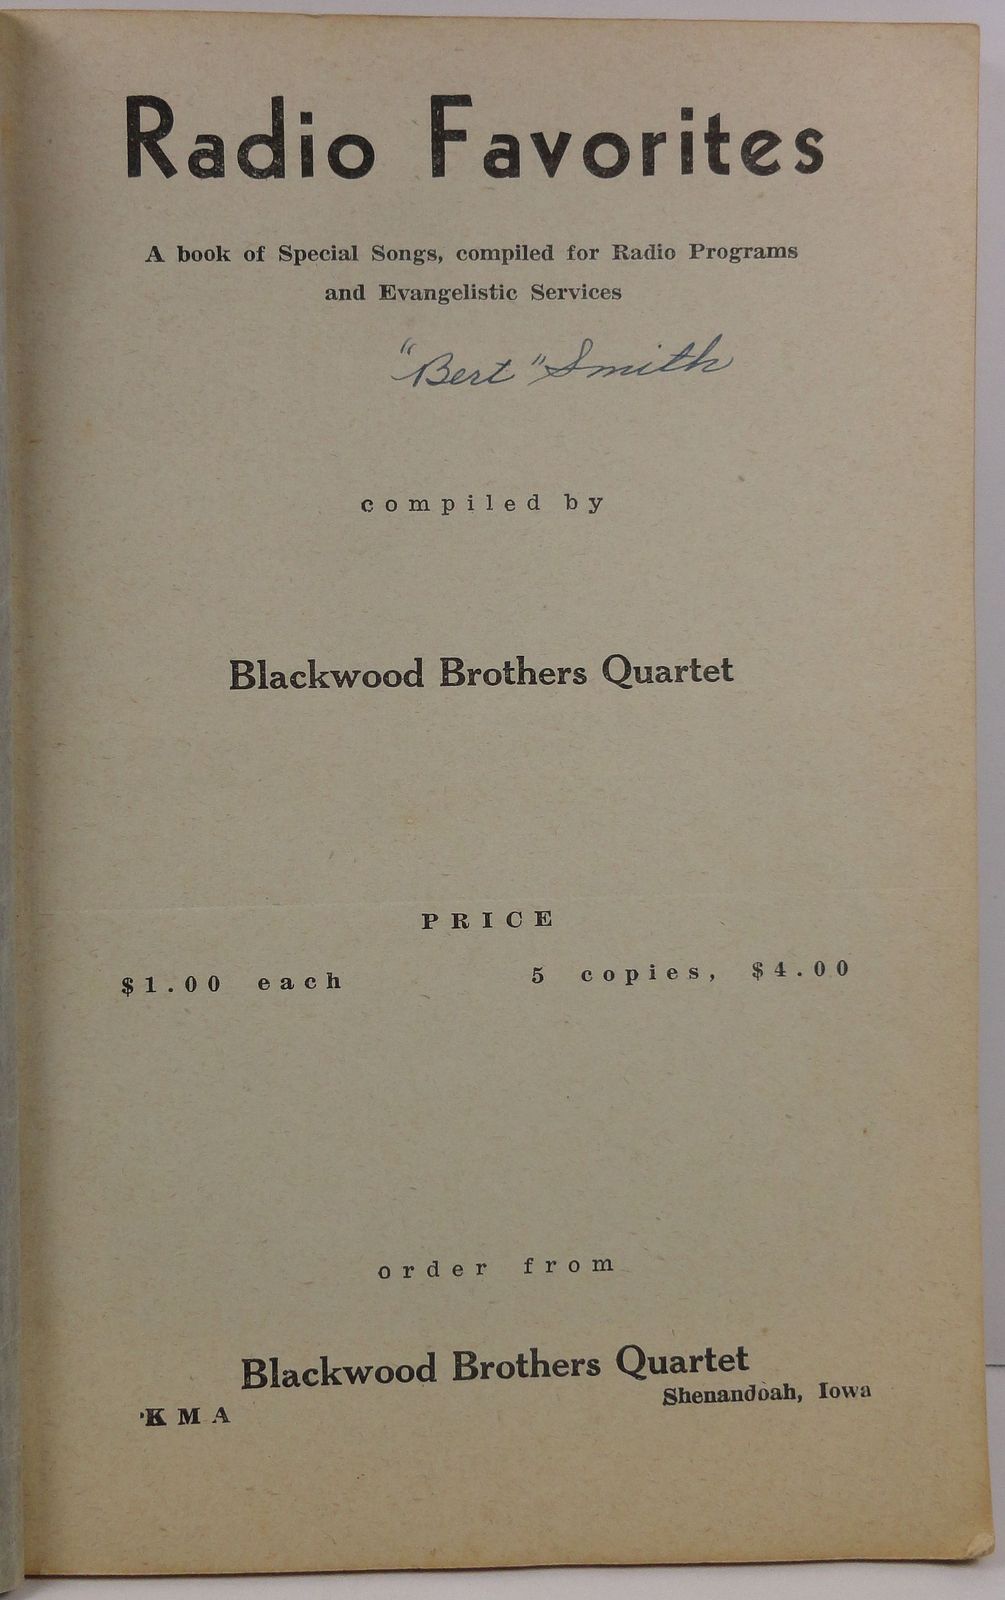 Radio Favorites
A book of Special Songs, compiled for Radio Programs
and Evangelistic Services
"Bert" Smith
compiled by
Blackwood Brothers Quartet
PRICE
$1.00 each 5 copies, $4.00
order from
Blackwood Brothers Quartet
KMA Shenandoah, Iowa